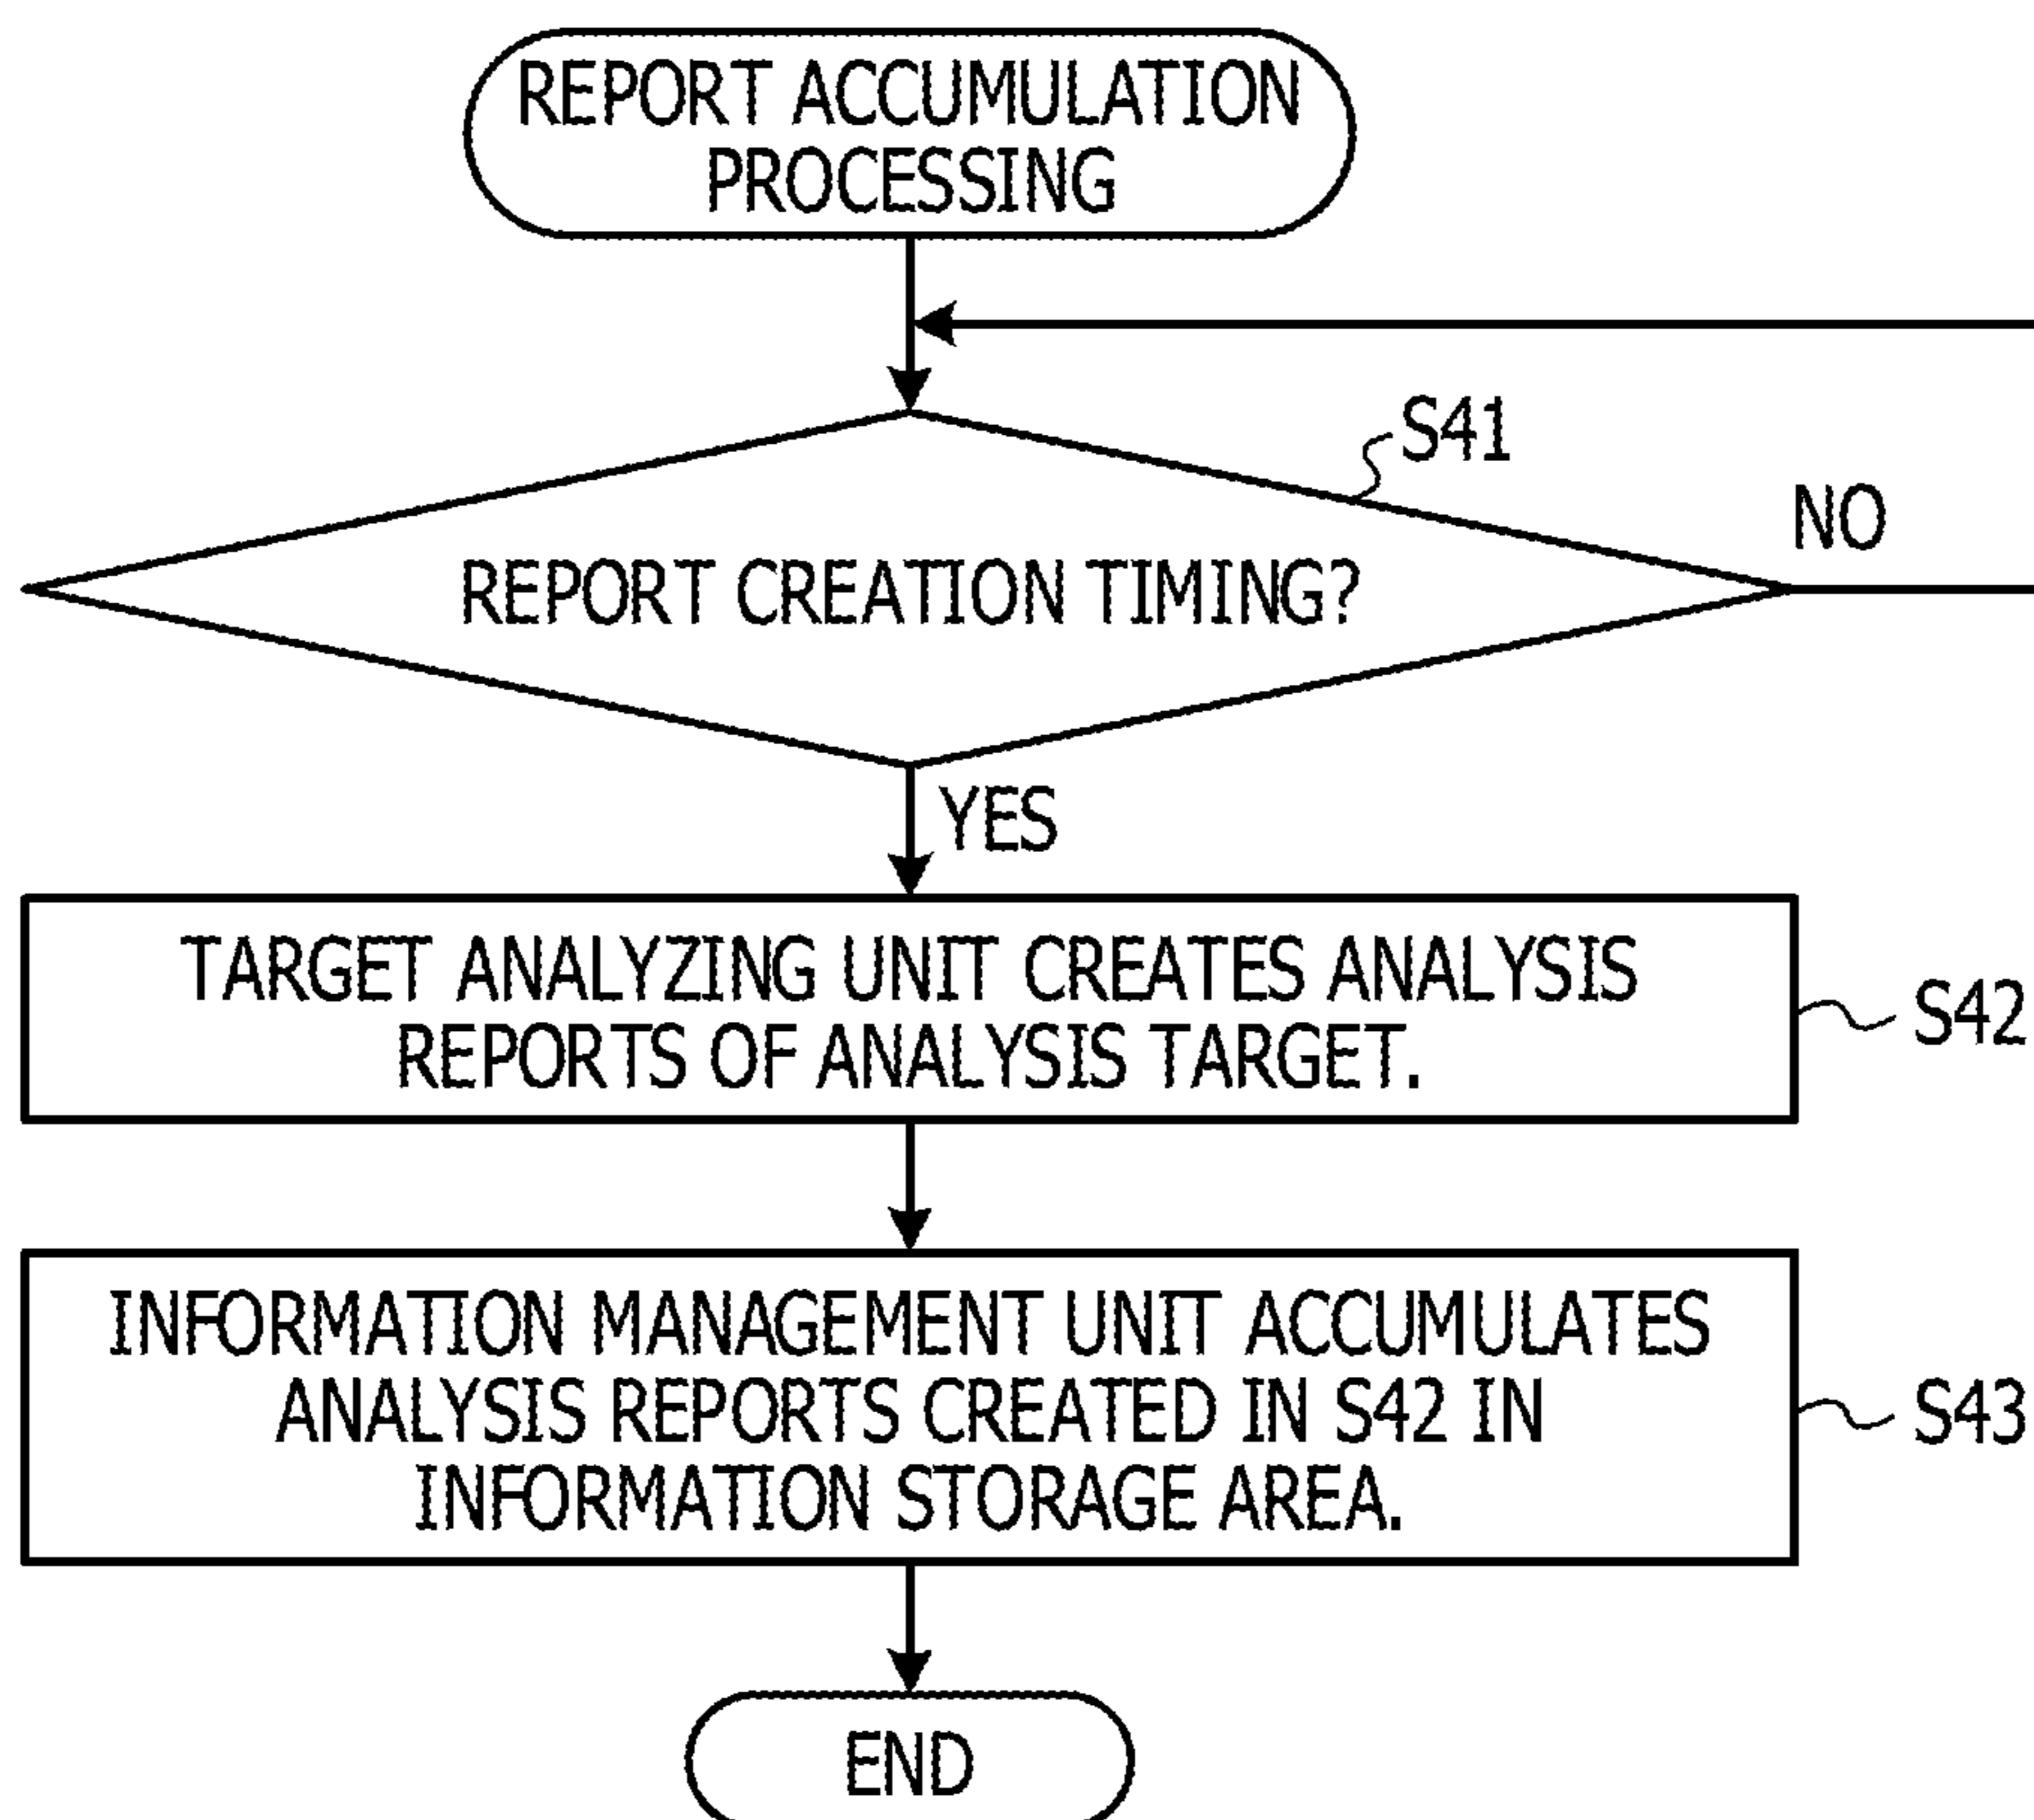 REPORT ACCUMULATION
PROCESSING
S41
NO
REPORT CREATION TIMING?
YES
TARGET ANALYZING UNIT CREATES ANALYSIS
REPORTS OF ANALYSIS TARGET.
S42
INFORMATION MANAGEMENT UNIT ACCUMULATES
ANALYSIS REPORTS CREATED IN S42 IN
INFORMATION STORAGE AREA.
S43
END